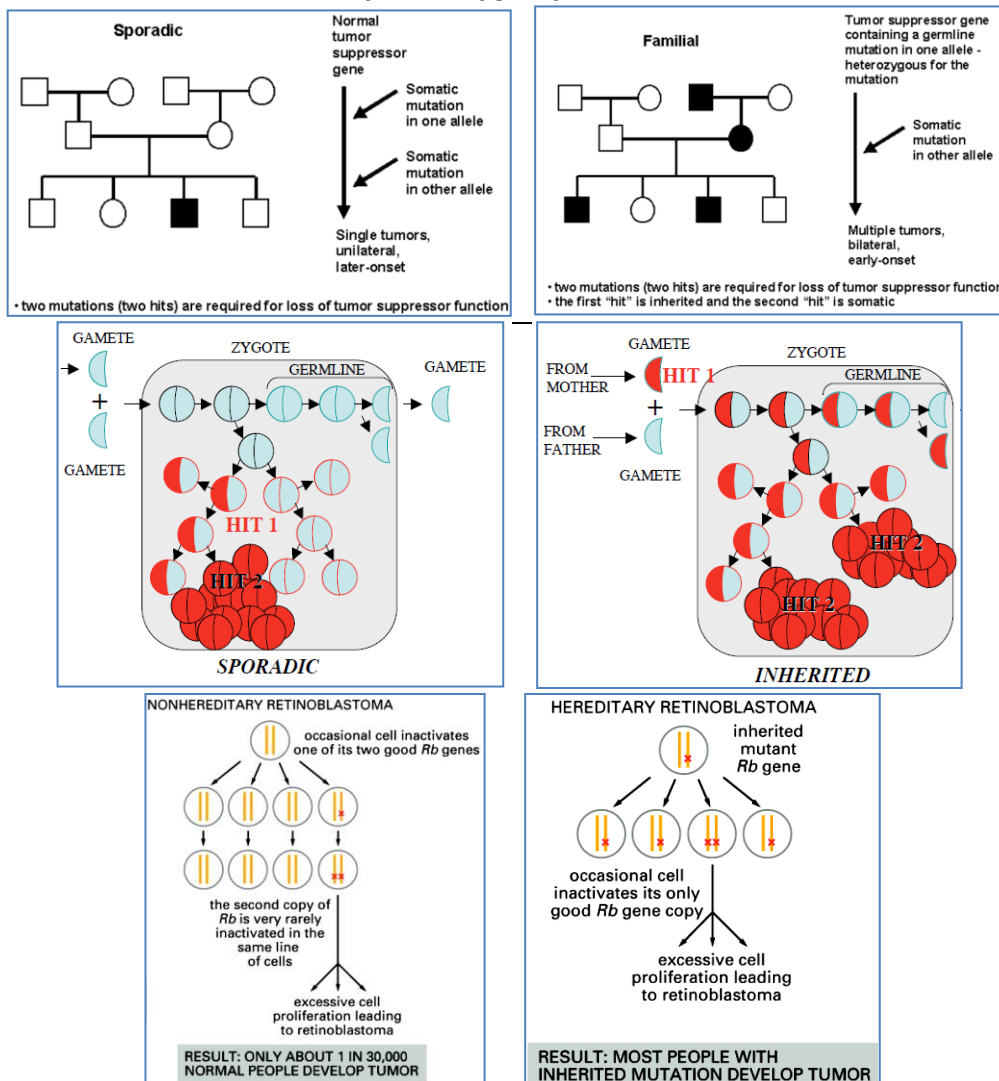 Sporadic
Normal
tumor
suppressor
gene
Somatic
mutation
in one allele
Somatic
mutation
in other allele
Single tumors,
unilateral,
later-onset
• two mutations (two hits) are required for loss of tumor suppressor function
Familial
Tumor suppressor gene
containing a germline
mutation in one allele -
heterozygous for the
mutation
Somatic
mutation
in other allele
Multiple tumors,
bilateral,
early-onset
• two mutations (two hits) are required for loss of tumor suppressor function
• the first “hit” is inherited and the second “hit” is somatic
GAMETE
ZYGOTE
GERMLINE
GAMETE
+
GAMETE
HIT 1
HIT 2
SPORADIC
GAMETE
ZYGOTE
FROM
MOTHER
HIT 1
GERMLINE
+
FROM
FATHER
GAMETE
HIT 2
HIT 2
INHERITED
NONHEREDITARY RETINOBLASTOMA
occasional cell inactivates
one of its two good Rb genes
the second copy of
Rb is very rarely
inactivated in the
same line
of cells
excessive cell
proliferation leading
to retinoblastoma
RESULT: ONLY ABOUT 1 IN 30,000
NORMAL PEOPLE DEVELOP TUMOR
HEREDITARY RETINOBLASTOMA
inherited
mutant
Rb gene
occasional cell
inactivates its only
good Rb gene copy
excessive cell
proliferation leading
to retinoblastoma
RESULT: MOST PEOPLE WITH
INHERITED MUTATION DEVELOP TUMOR